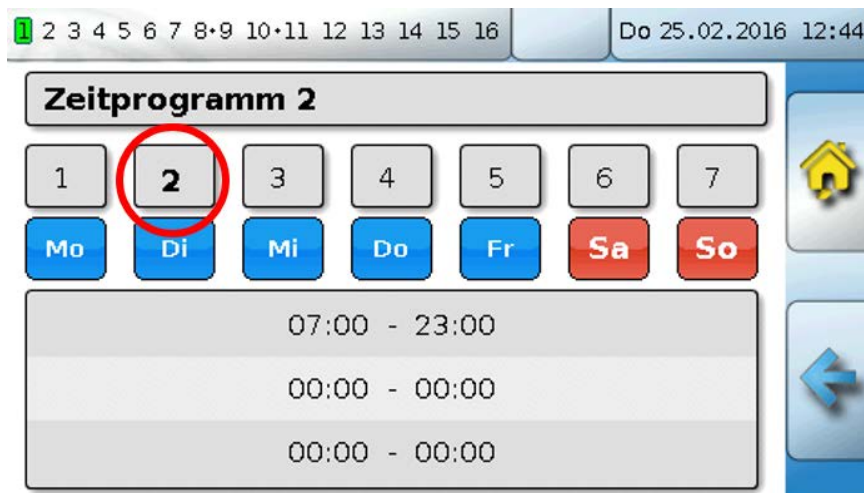 1 2 3 4 5 6 7 8•9 10•11 12 13 14 15 16 Do 25.02.2016 12:44
Zeitprogramm 2
1 2 3 4 5 6 7
Mo Di Mi Do Fr Sa So
07:00 - 23:00
00:00 - 00:00
00:00 - 00:00